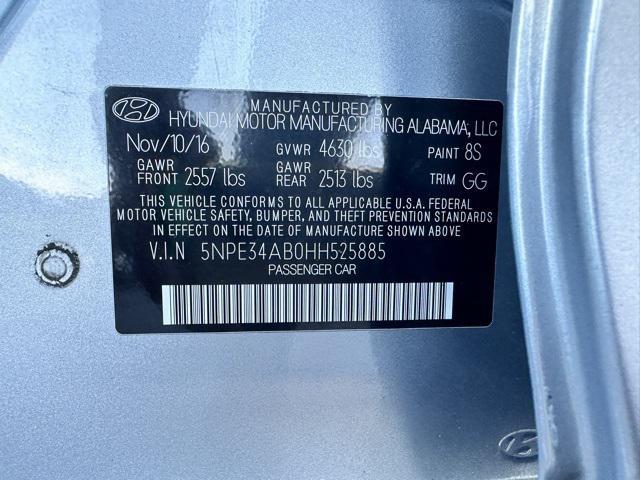 MANUFACTURED BY
HYUNDAI MOTOR MANUFACTURING ALABAMA, LLC
Nov/10/16 GVWR 4630 lbs PAINT 8S
GAWR FRONT 2557 lbs GAWR REAR 2513 lbs TRIM GG
THIS VEHICLE CONFORMS TO ALL APPLICABLE U.S.A. FEDERAL
MOTOR VEHICLE SAFETY, BUMPER, AND THEFT PREVENTION STANDARDS
IN EFFECT ON THE DATE OF MANUFACTURE SHOWN ABOVE
V.I.N 5NPE34AB0HH525885
PASSENGER CAR